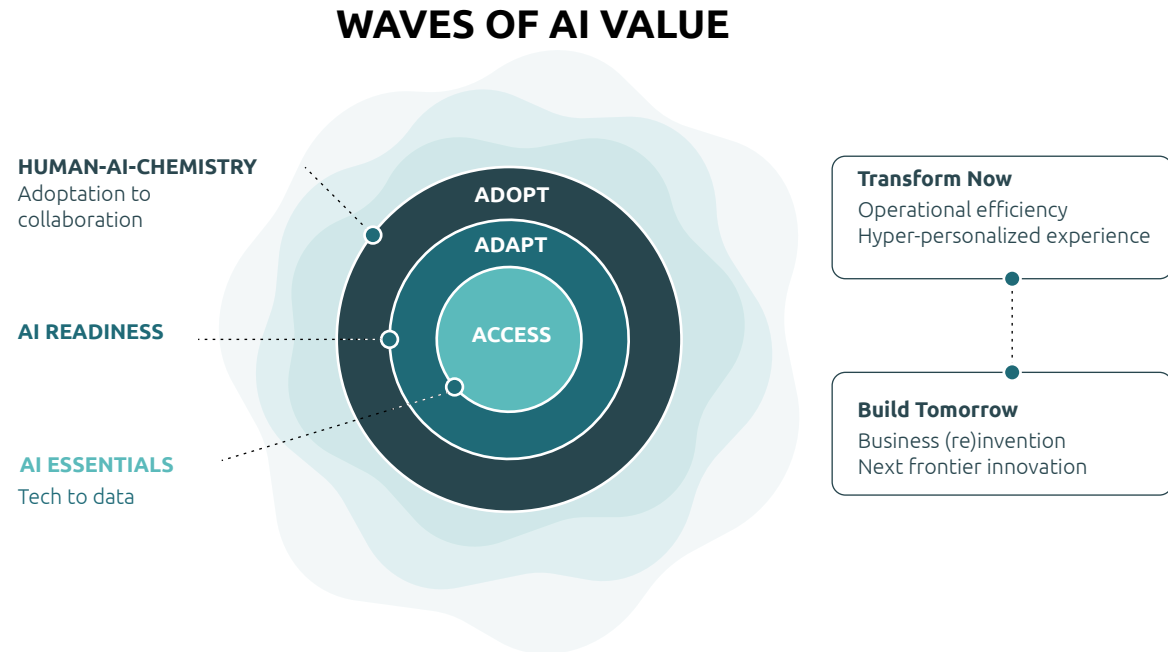 WAVES OF AI VALUE
HUMAN-AI-CHEMISTRY
Adoptation to
collaboration
AI READINESS
AI ESSENTIALS
Tech to data
ADOPT
ADAPT
ACCESS
Transform Now
Operational efficiency
Hyper-personalized experience
Build Tomorrow
Business (re)invention
Next frontier innovation